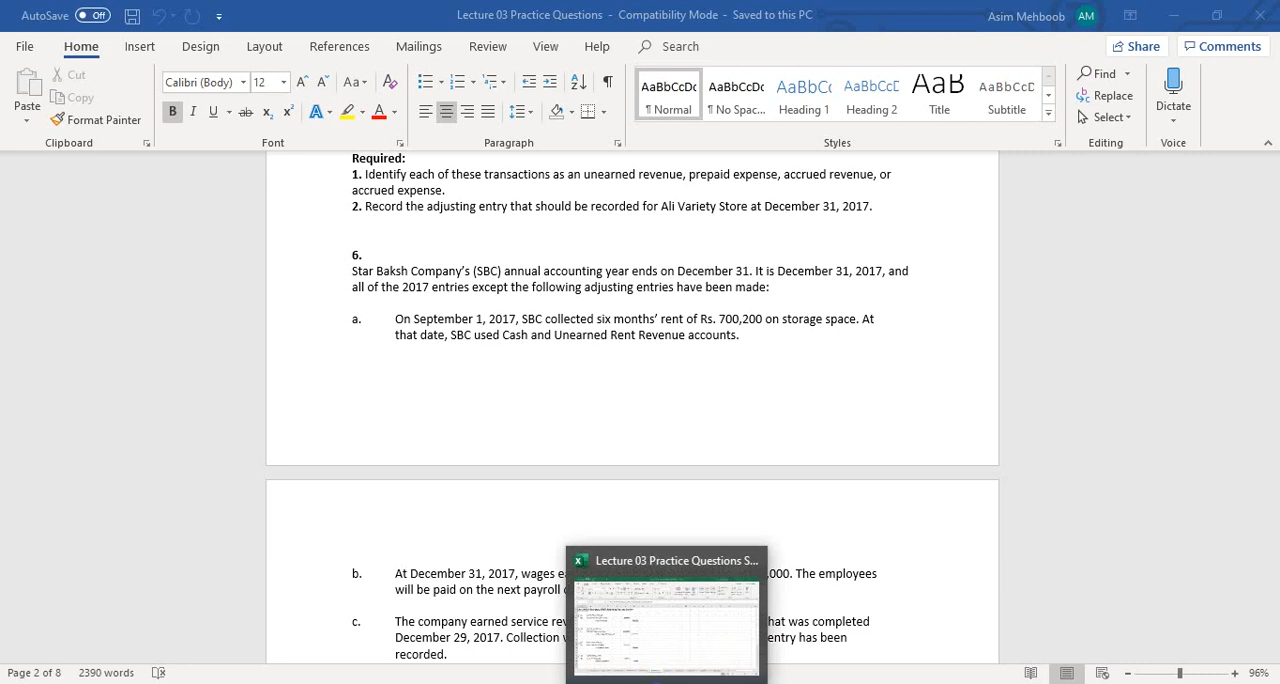 AutoSave Off Lecture 03 Practice Questions - Compatibility Mode - Saved to this PC Asim Mehboob AM
File Home Insert Design Layout References Mailings Review View Help Search Share Comments
Cut
Copy
Paste
Format Painter
Clipboard
Calibri (Body) 12
Font
Paragraph
AaBbCcDc AaBbCcDc AaBbCc AaBbCcD AaB AaBbCcD
¶ Normal ¶ No Spac... Heading 1 Heading 2 Title Subtitle
Styles
Find
Replace
Select
Editing
Dictate
Voice
Required:
1. Identify each of these transactions as an unearned revenue, prepaid expense, accrued revenue, or
accrued expense.
2. Record the adjusting entry that should be recorded for Ali Variety Store at December 31, 2017.
6.
Star Baksh Company's (SBC) annual accounting year ends on December 31. It is December 31, 2017, and
all of the 2017 entries except the following adjusting entries have been made:
a. On September 1, 2017, SBC collected six months' rent of Rs. 700,200 on storage space. At
that date, SBC used Cash and Unearned Rent Revenue accounts.
Lecture 03 Practice Questions S...
b. At December 31, 2017, wages ,000. The employees
will be paid on the next payroll
c. The company earned service hat was completed
December 29, 2017. Collection entry has been
recorded.
Page 2 of 8 2390 words 96%